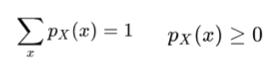 ∑ₓ p_X(x) = 1    p_X(x) ≥ 0